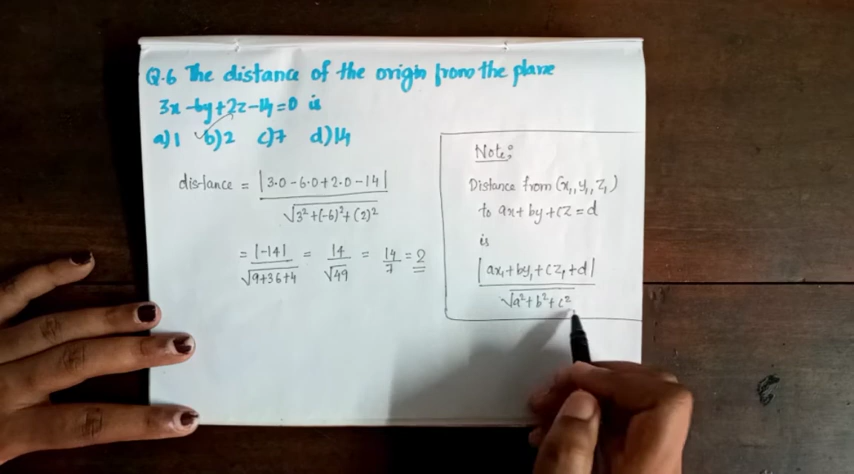 Q.6 The distance of the origin from the plane
3x-6y+2z-14=0 is
a)1 b)2 c)7 d)14
distance = |3·0-6·0+2·0-14| / √3²+(-6)²+(2)²
= |-14| / √9+36+4 = 14/√49 = 14/7 = 2
Note:
Distance from (x₁, y₁, z₁)
to ax+by+cz=d
is
|ax₁+by₁+cz₁+d|
√a²+b²+c²